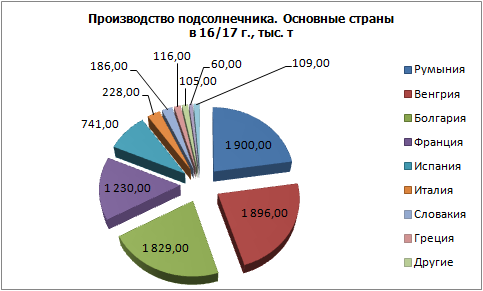 Производство подсолнечника. Основные страны
в 16/17 г., тыс. т
116,00
60,00
109,00
186,00
105,00
228,00
741,00
1 900,00
1 230,00
1 896,00
1 829,00
Румыния
Венгрия
Болгария
Франция
Испания
Италия
Словакия
Греция
Другие